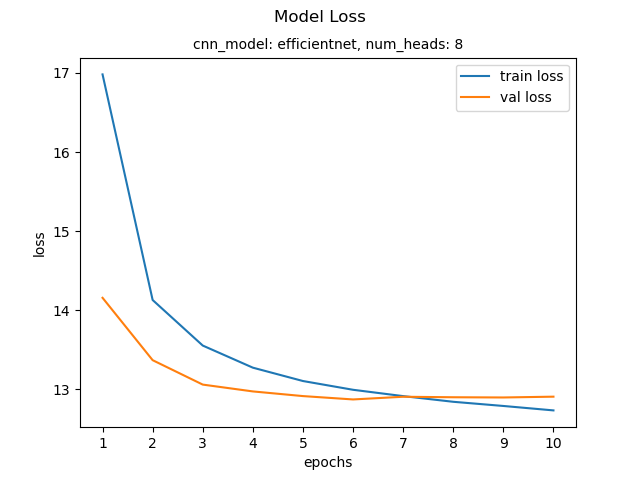 Model Loss
cnn_model: efficientnet, num_heads: 8
train loss
val loss
17
16
15
14
13
loss
1 2 3 4 5 6 7 8 9 10
epochs